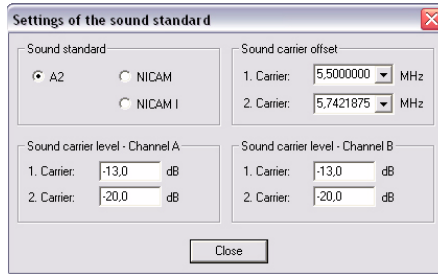 Settings of the sound standard
Sound standard
A2
NICAM
NICAM I
Sound carrier offset
1. Carrier: 5,5000000 MHz
2. Carrier: 5,7421875 MHz
Sound carrier level - Channel A
1. Carrier: -13,0 dB
2. Carrier: -20,0 dB
Sound carrier level - Channel B
1. Carrier: -13,0 dB
2. Carrier: -20,0 dB
Close